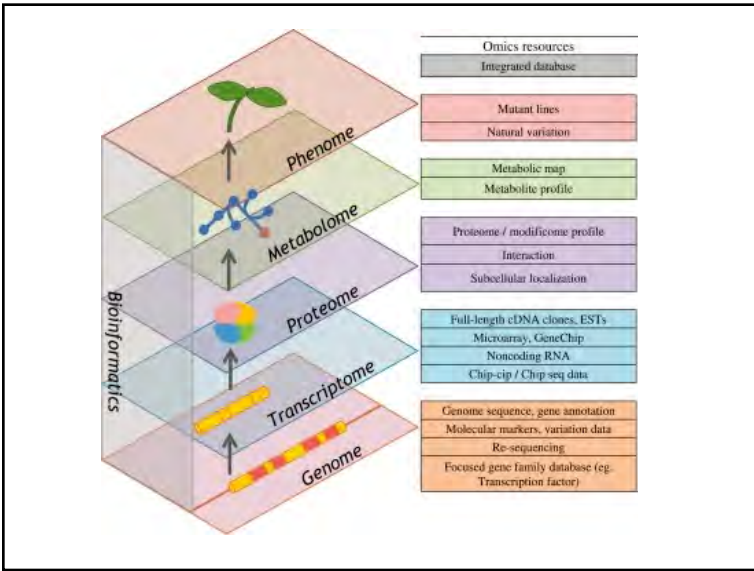 Omics resources
Integrated database
Mutant lines
Natural variation
Phenome
Metabolic map
Metabolite profile
Metabolome
Proteome / modificome profile
Interaction
Subcellular localization
Proteome
Bioinformatics
Full-length cDNA clones, ESTs
Microarray, GeneChip
Noncoding RNA
Chip-cip / Chip seq data
Transcriptome
Genome sequence, gene annotation
Molecular markers, variation data
Re-sequencing
Focused gene family database (eg.
Transcription factor)
Genome